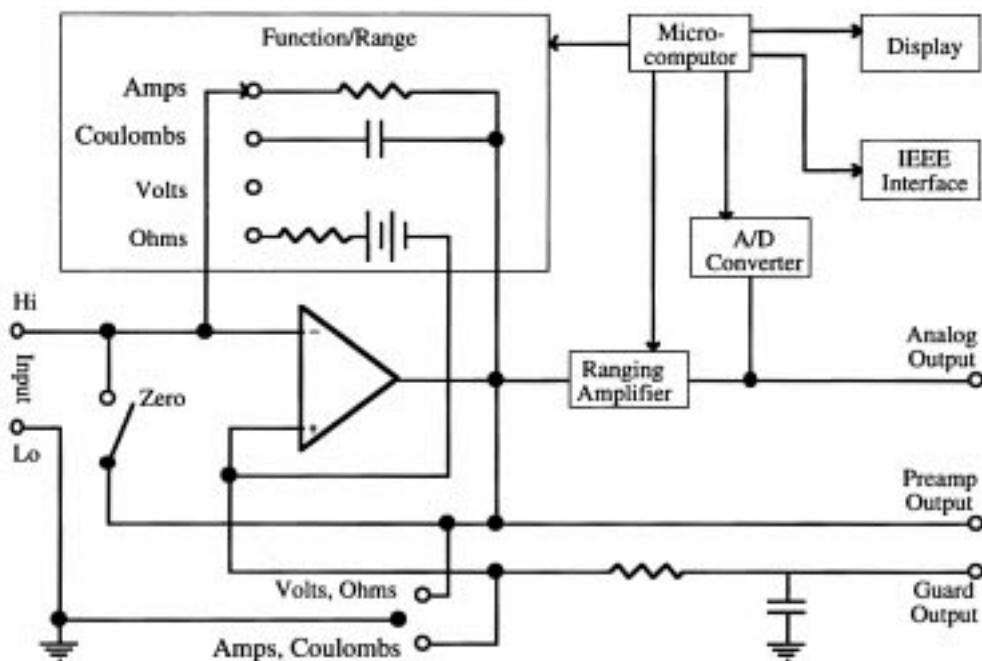 Function/Range
Micro-
computor
Display
Amps
Coulombs
IEEE
Interface
Volts
Ohms
A/D
Converter
Hi
Input
Lo
Zero
-
+
Ranging
Amplifier
Analog
Output
Preamp
Output
Volts, Ohms
Guard
Output
Amps, Coulombs